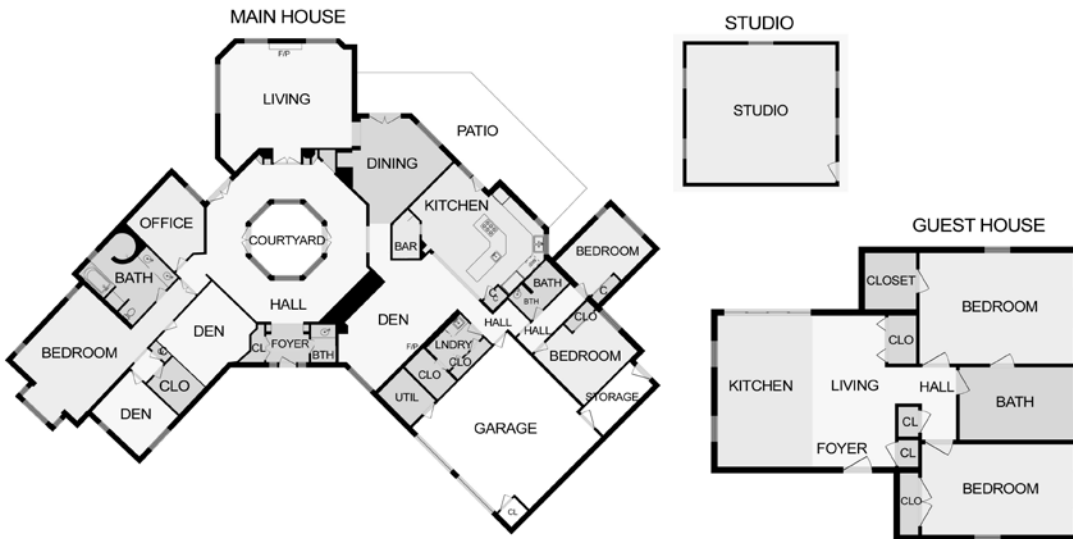 MAIN HOUSE
F/P
LIVING
PATIO
DINING
OFFICE
KITCHEN
COURTYARD
BAR
BATH
HALL
DEN
BEDROOM
CLO
DEN
CL
FOYER
BTH
DEN
F/P
LNDRY
CLO
CLO
UTIL
HALL
HALL
BATH
BTH
CLO
BEDROOM
C
BEDROOM
STORAGE
GARAGE
CL
STUDIO
STUDIO
GUEST HOUSE
CLOSET
BEDROOM
CLO
KITCHEN
LIVING
HALL
BATH
CL
FOYER
CL
CLO
BEDROOM